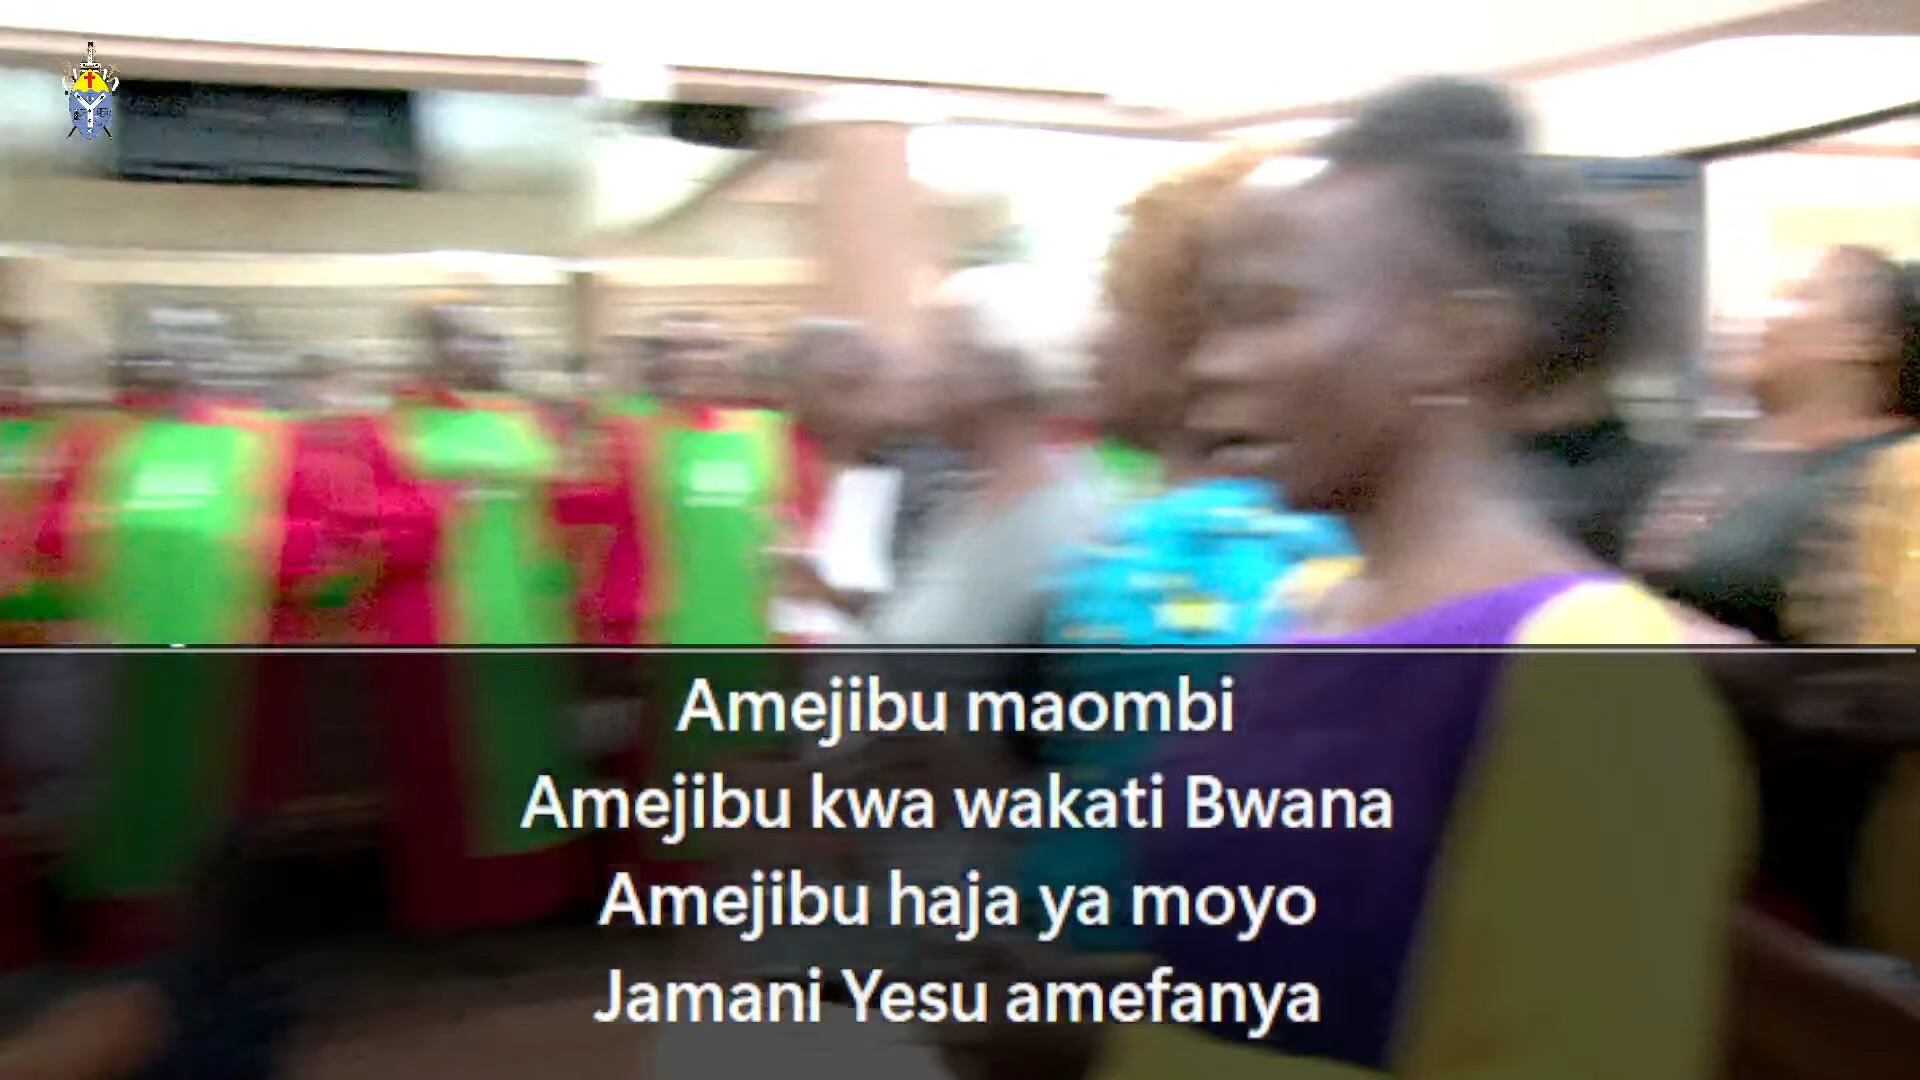 Amejibu maombi
Amejibu kwa wakati Bwana
Amejibu haja ya moyo
Jamani Yesu amefanya